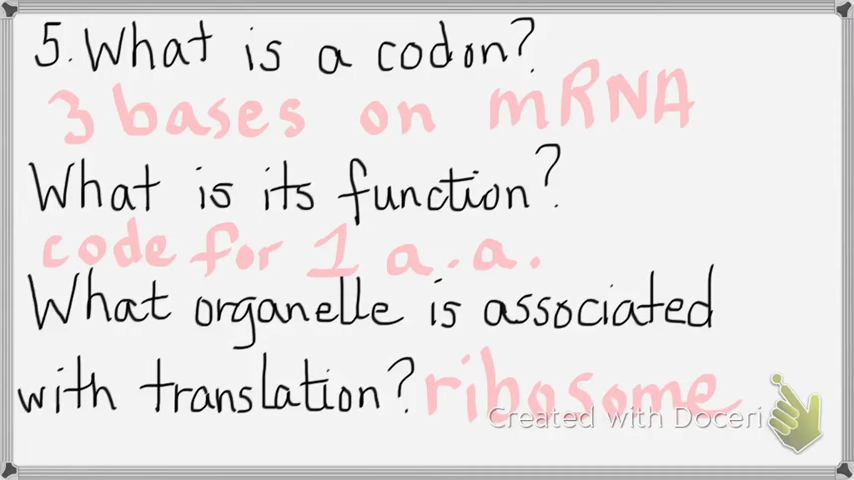 5. What is a codon?
3 bases on mRNA
What is its function?
code for 1 a.a.
What organelle is associated
with translation? ribosome
Created with Doceri